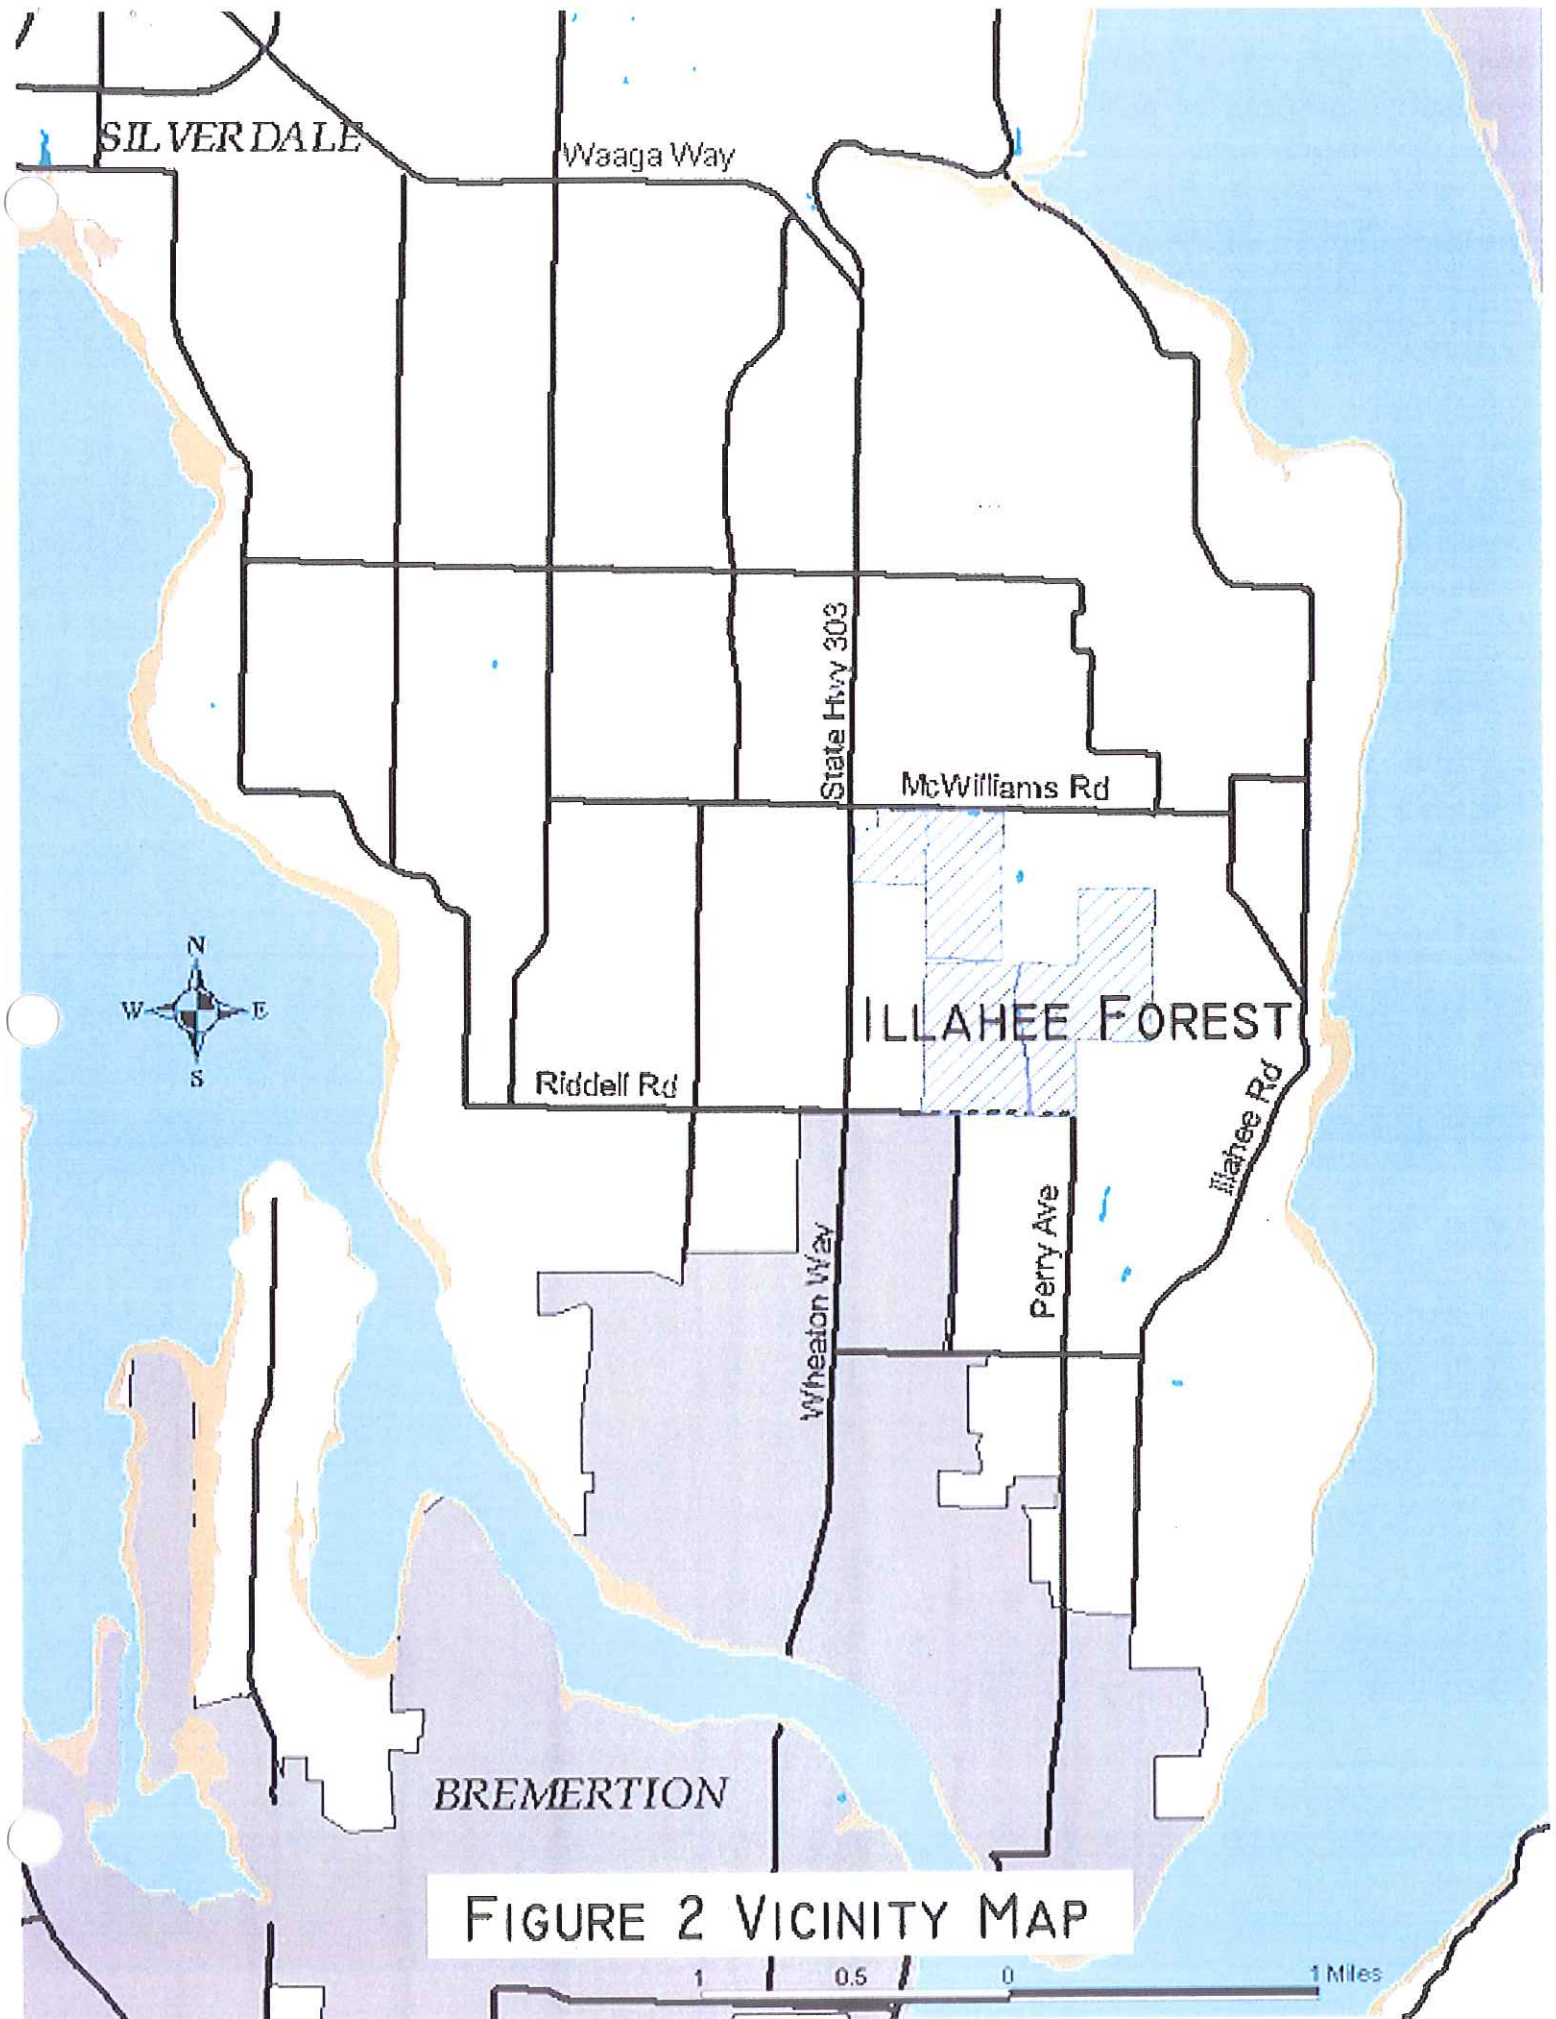 SILVERDALE
Waaga Way
State Hwy 303
McWilliams Rd
N
W E
S
ILLAHEE FOREST
Riddell Rd
Illahee Rd
Perry Ave
Wheaton Way
BREMERTION
FIGURE 2 VICINITY MAP
1 0.5 0 1 Miles